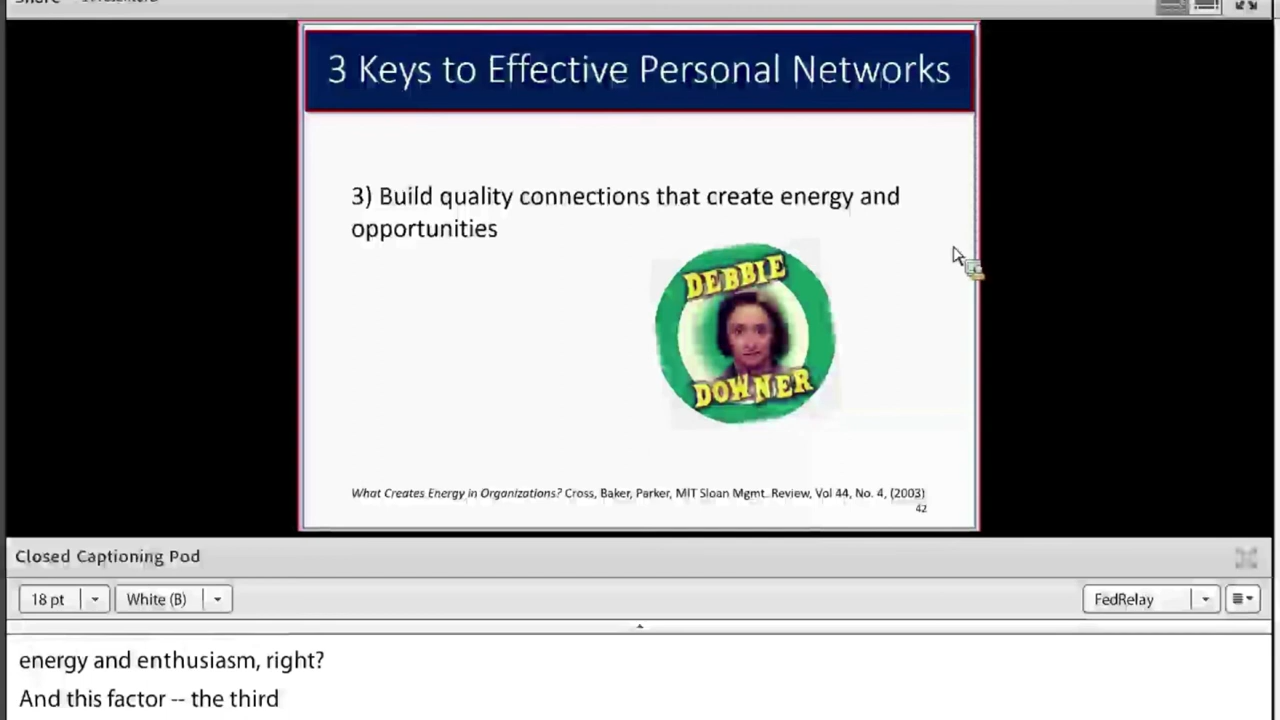 3 Keys to Effective Personal Networks
3) Build quality connections that create energy and
opportunities
DEBBIE
DOWNER
What Creates Energy in Organizations? Cross, Baker, Parker, MIT Sloan Mgmt. Review, Vol 44, No. 4, (2003)
42
Closed Captioning Pod
18 pt
White (B)
FedRelay
energy and enthusiasm, right?
And this factor -- the third